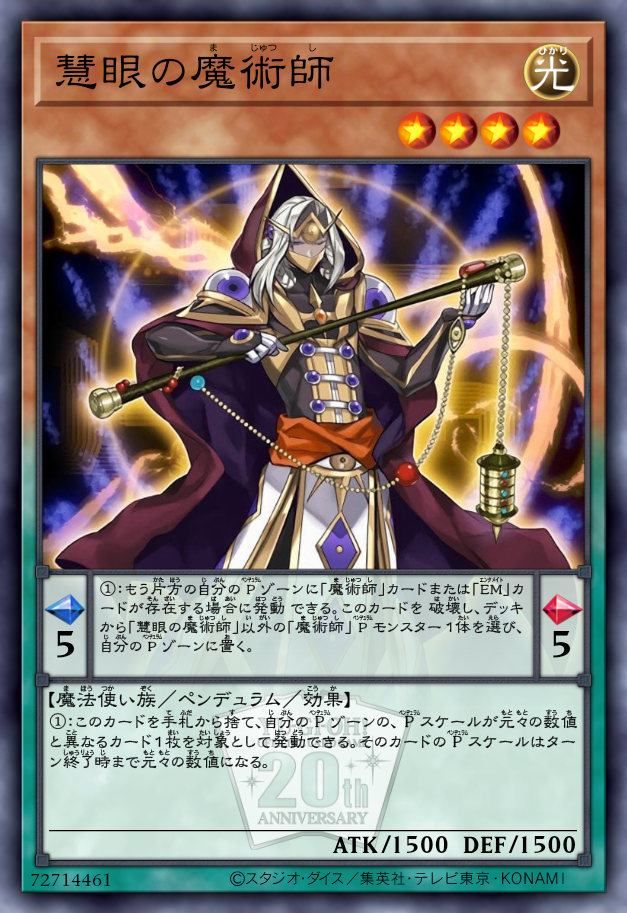 慧眼の魔術師
光
①:もう片方の自分のＰゾーンに「魔術師」カードまたは「EM」カ
ードが存在する場合に発動できる。このカードを破壊し、デッキ
から「慧眼の魔術師」以外の「魔術師」Ｐモンスター１体を選び、
自分のＰゾーンに置く。
5
5
【魔法使い族／ペンデュラム／効果】
①:このカードを手札から捨て、自分のＰゾーンの、Ｐスケールが元々の数値
と異なるカード１枚を対象として発動できる。そのカードのＰスケールはター
ン終了時まで元々の数値になる。
20th
ANNIVERSARY
ATK/1500 DEF/1500
72714461
©スタジオ・ダイス／集英社・テレビ東京・KONAMI